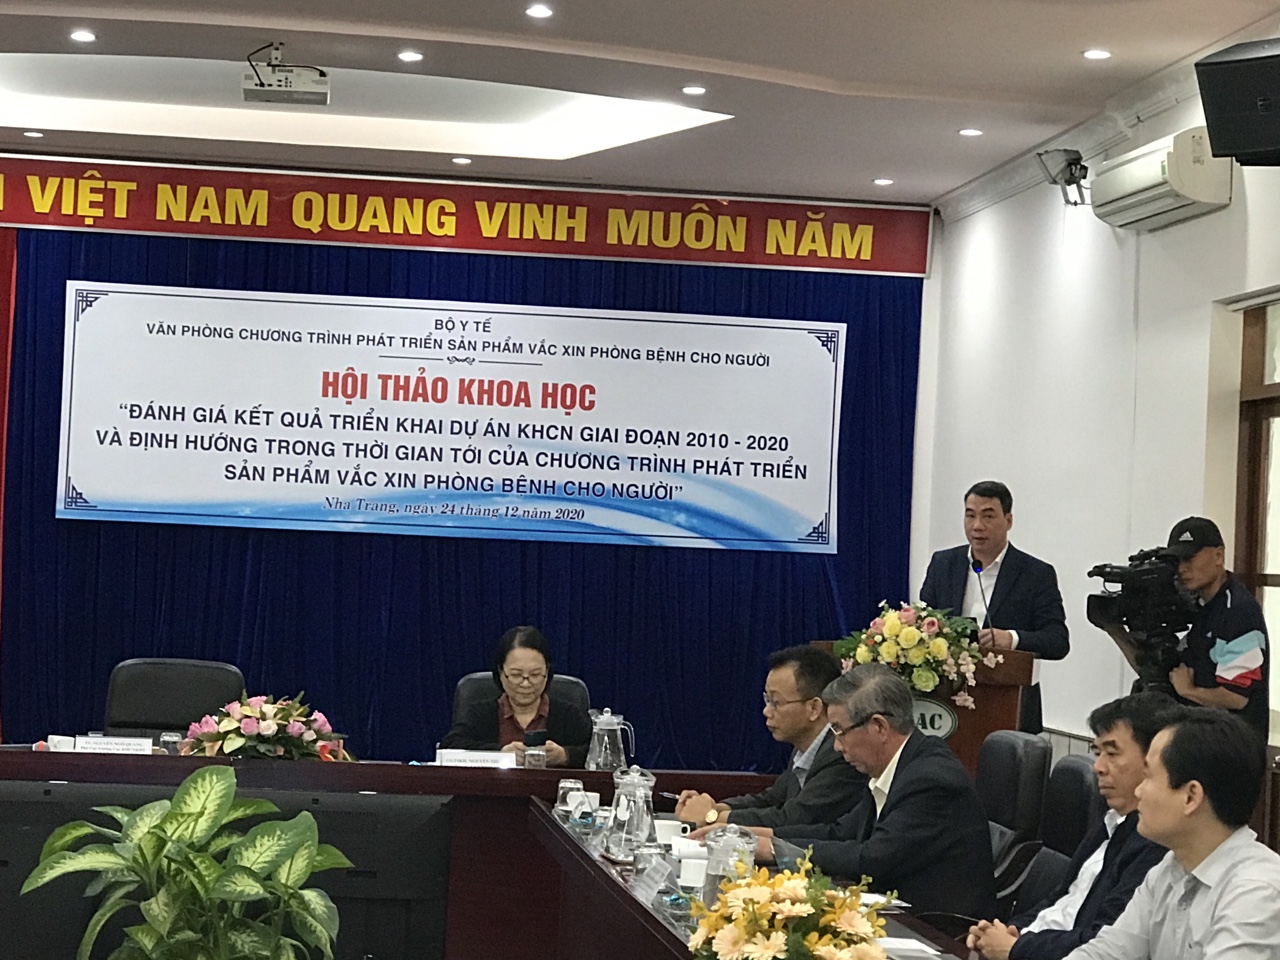 VIỆT NAM QUANG VINH MUÔN NĂM
BỘ Y TẾ
VĂN PHÒNG CHƯƠNG TRÌNH PHÁT TRIỂN SẢN PHẨM VẮC XIN PHÒNG BỆNH CHO NGƯỜI
HỘI THẢO KHOA HỌC
“ĐÁNH GIÁ KẾT QUẢ TRIỂN KHAI DỰ ÁN KHCN GIAI ĐOẠN 2010 - 2020
VÀ ĐỊNH HƯỚNG TRONG THỜI GIAN TỚI CỦA CHƯƠNG TRÌNH PHÁT TRIỂN
SẢN PHẨM VẮC XIN PHÒNG BỆNH CHO NGƯỜI”
Nha Trang, ngày 24 tháng 12 năm 2020
AC